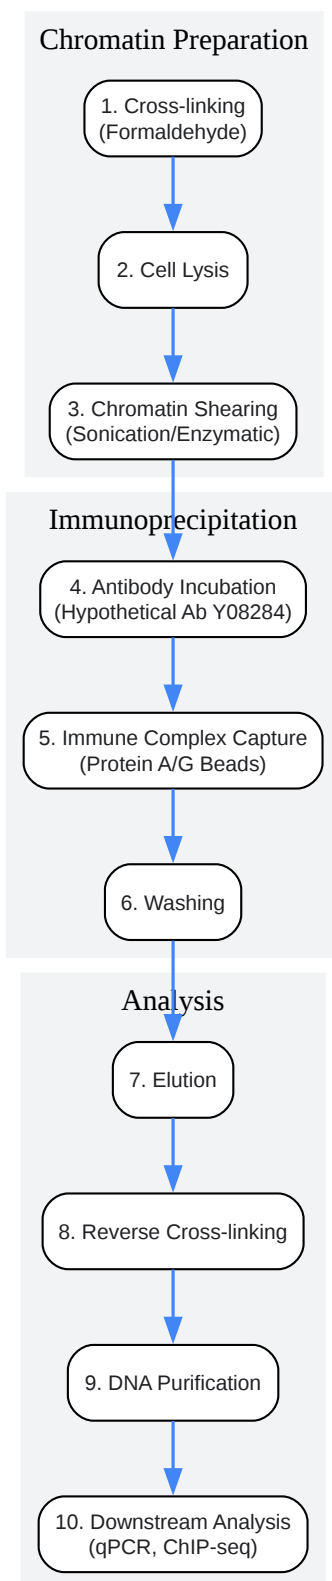 Chromatin Preparation
1. Cross-linking
(Formaldehyde)
2. Cell Lysis
3. Chromatin Shearing
(Sonication/Enzymatic)
Immunoprecipitation
4. Antibody Incubation
(Hypothetical Ab Y08284)
5. Immune Complex Capture
(Protein A/G Beads)
6. Washing
Analysis
7. Elution
8. Reverse Cross-linking
9. DNA Purification
10. Downstream Analysis
(qPCR, ChIP-seq)